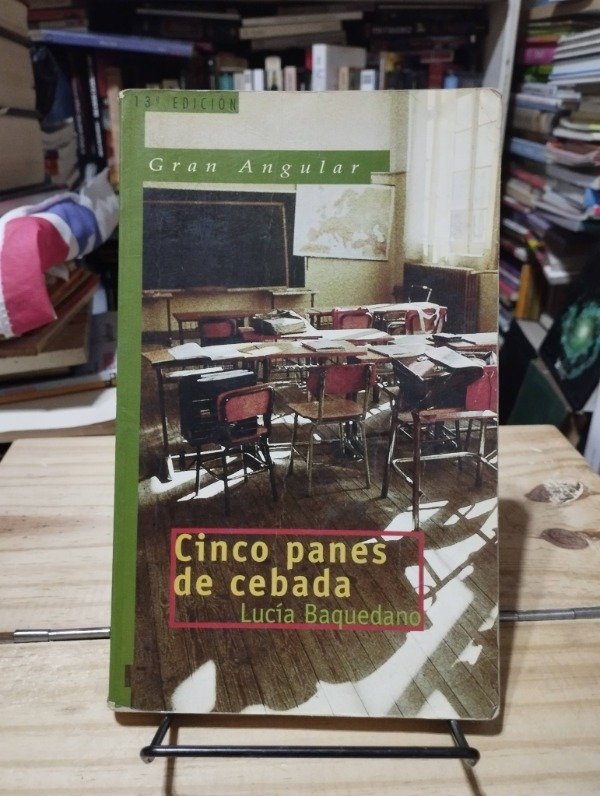 13ª EDICIÓN
Gran Angular
Cinco panes
de cebada
Lucía Baquedano